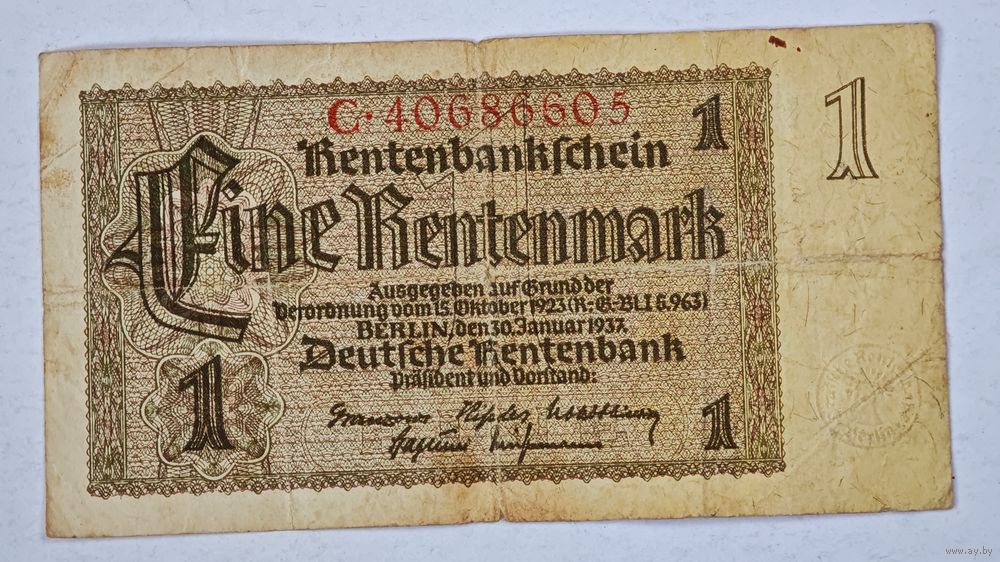 C·40686605
1
1
Rentenbankschein
Eine Rentenmark
Ausgegeben auf Grund der
Verordnung vom 15. Oktober 1923 (R.-G.-Bl. I S. 963)
BERLIN, den 30. Januar 1937.
Deutsche Rentenbank
Präsident und Vorstand:
1
1
www.ay.by